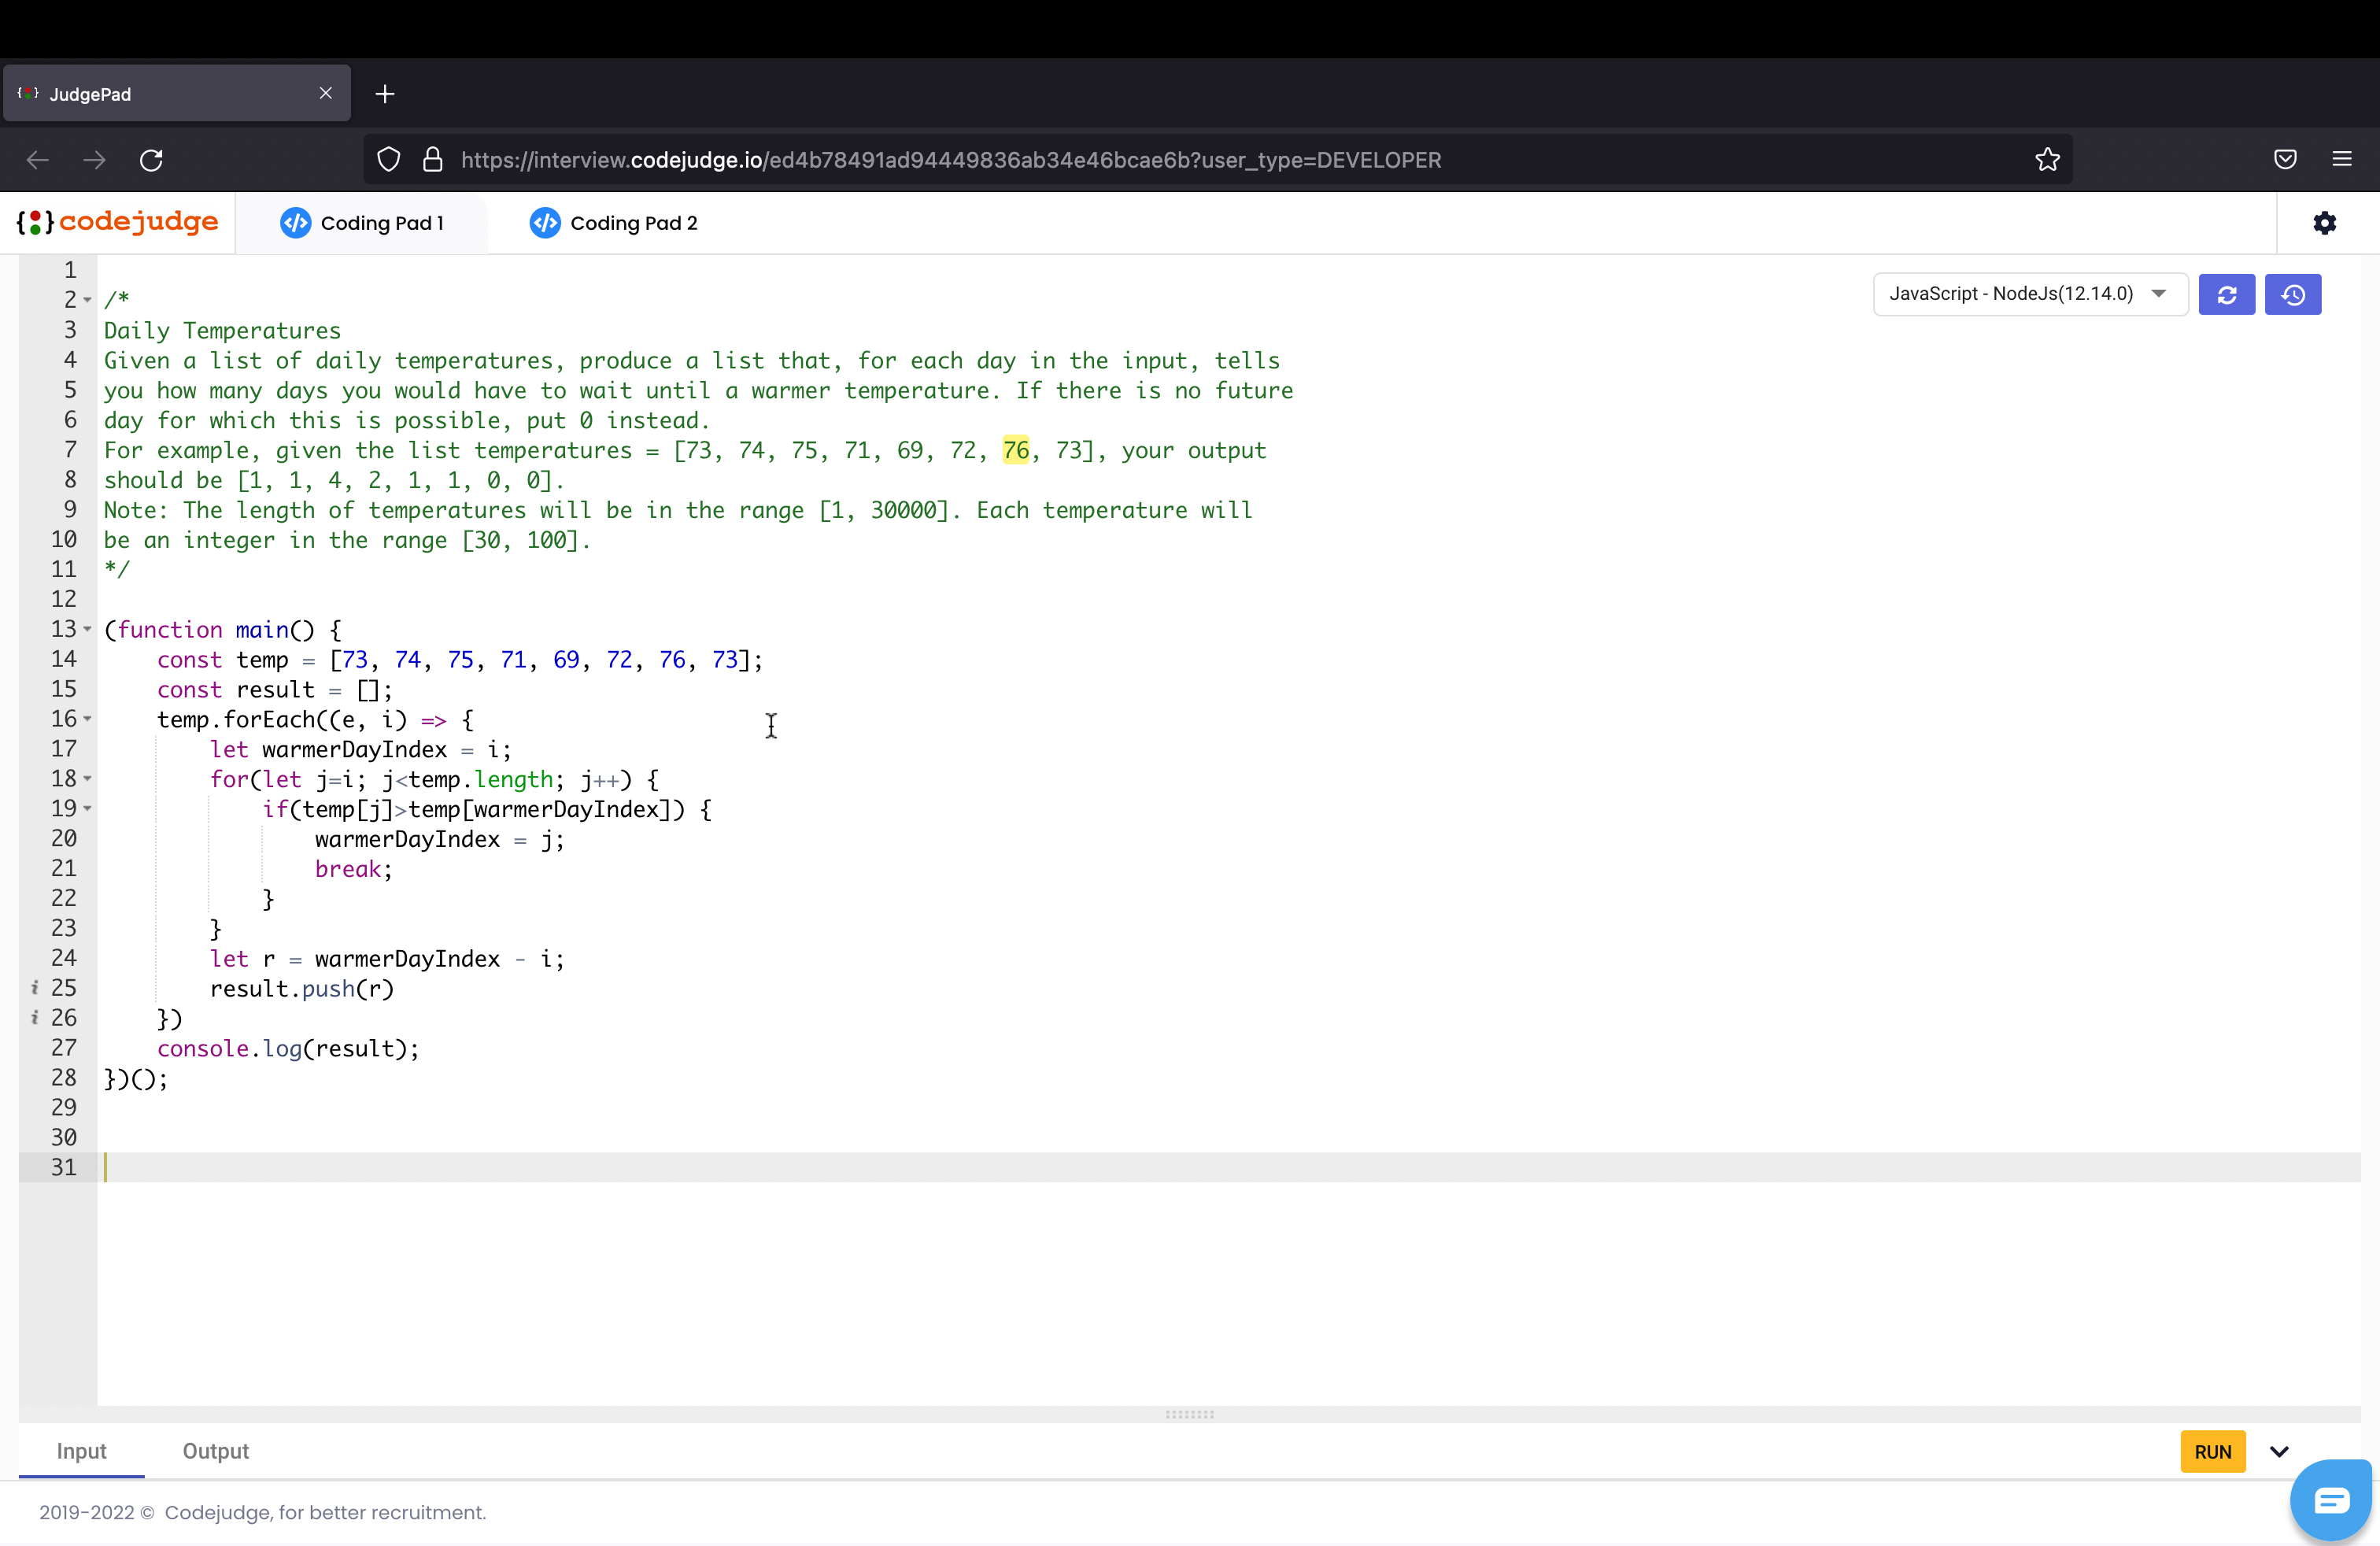 JudgePad
https://interview.codejudge.io/ed4b78491ad94449836ab34e46bcae6b?user_type=DEVELOPER
{:}codejudge
</> Coding Pad 1
</> Coding Pad 2
JavaScript - NodeJs(12.14.0)
1
2 /*
3 Daily Temperatures
4 Given a list of daily temperatures, produce a list that, for each day in the input, tells
5 you how many days you would have to wait until a warmer temperature. If there is no future
6 day for which this is possible, put 0 instead.
7 For example, given the list temperatures = [73, 74, 75, 71, 69, 72, 76, 73], your output
8 should be [1, 1, 4, 2, 1, 1, 0, 0].
9 Note: The length of temperatures will be in the range [1, 30000]. Each temperature will
10 be an integer in the range [30, 100].
11 */
12
13 (function main() {
14     const temp = [73, 74, 75, 71, 69, 72, 76, 73];
15     const result = [];
16     temp.forEach((e, i) => {
17         let warmerDayIndex = i;
18         for(let j=i; j<temp.length; j++) {
19             if(temp[j]>temp[warmerDayIndex]) {
20                 warmerDayIndex = j;
21                 break;
22             }
23         }
24         let r = warmerDayIndex - i;
i 25         result.push(r)
i 26     })
27     console.log(result);
28 })();
29
30
31
Input
Output
RUN
2019-2022 © Codejudge, for better recruitment.